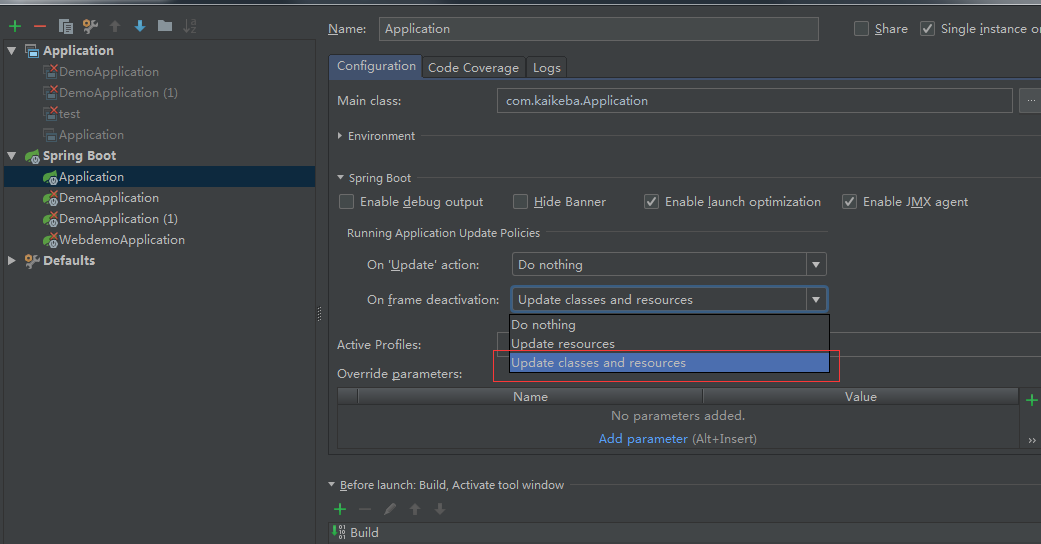 Name: Application Share Single instance on
Application
DemoApplication
DemoApplication (1)
test
Application
Spring Boot
Application
DemoApplication
DemoApplication (1)
WebdemoApplication
Defaults
Configuration Code Coverage Logs
Main class: com.kaikeba.Application ...
Environment
Spring Boot
Enable debug output Hide Banner Enable launch optimization Enable JMX agent
Running Application Update Policies
On 'Update' action: Do nothing
On frame deactivation: Update classes and resources
Do nothing
Update resources
Update classes and resources
Active Profiles:
Override parameters:
Name Value
No parameters added.
Add parameter (Alt+Insert)
Before launch: Build, Activate tool window
Build